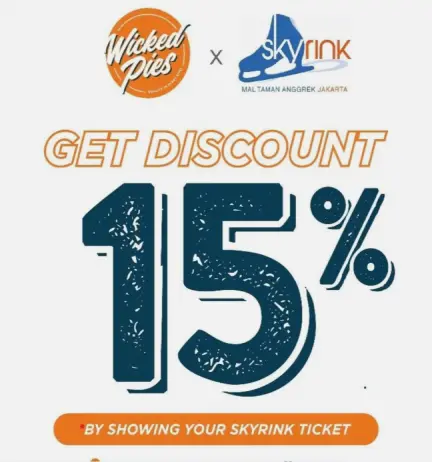 Wicked
Pies
X
SKYRINK
MAL TAMAN ANGGREK JAKARTA
GET DISCOUNT
15%
*BY SHOWING YOUR SKYRINK TICKET